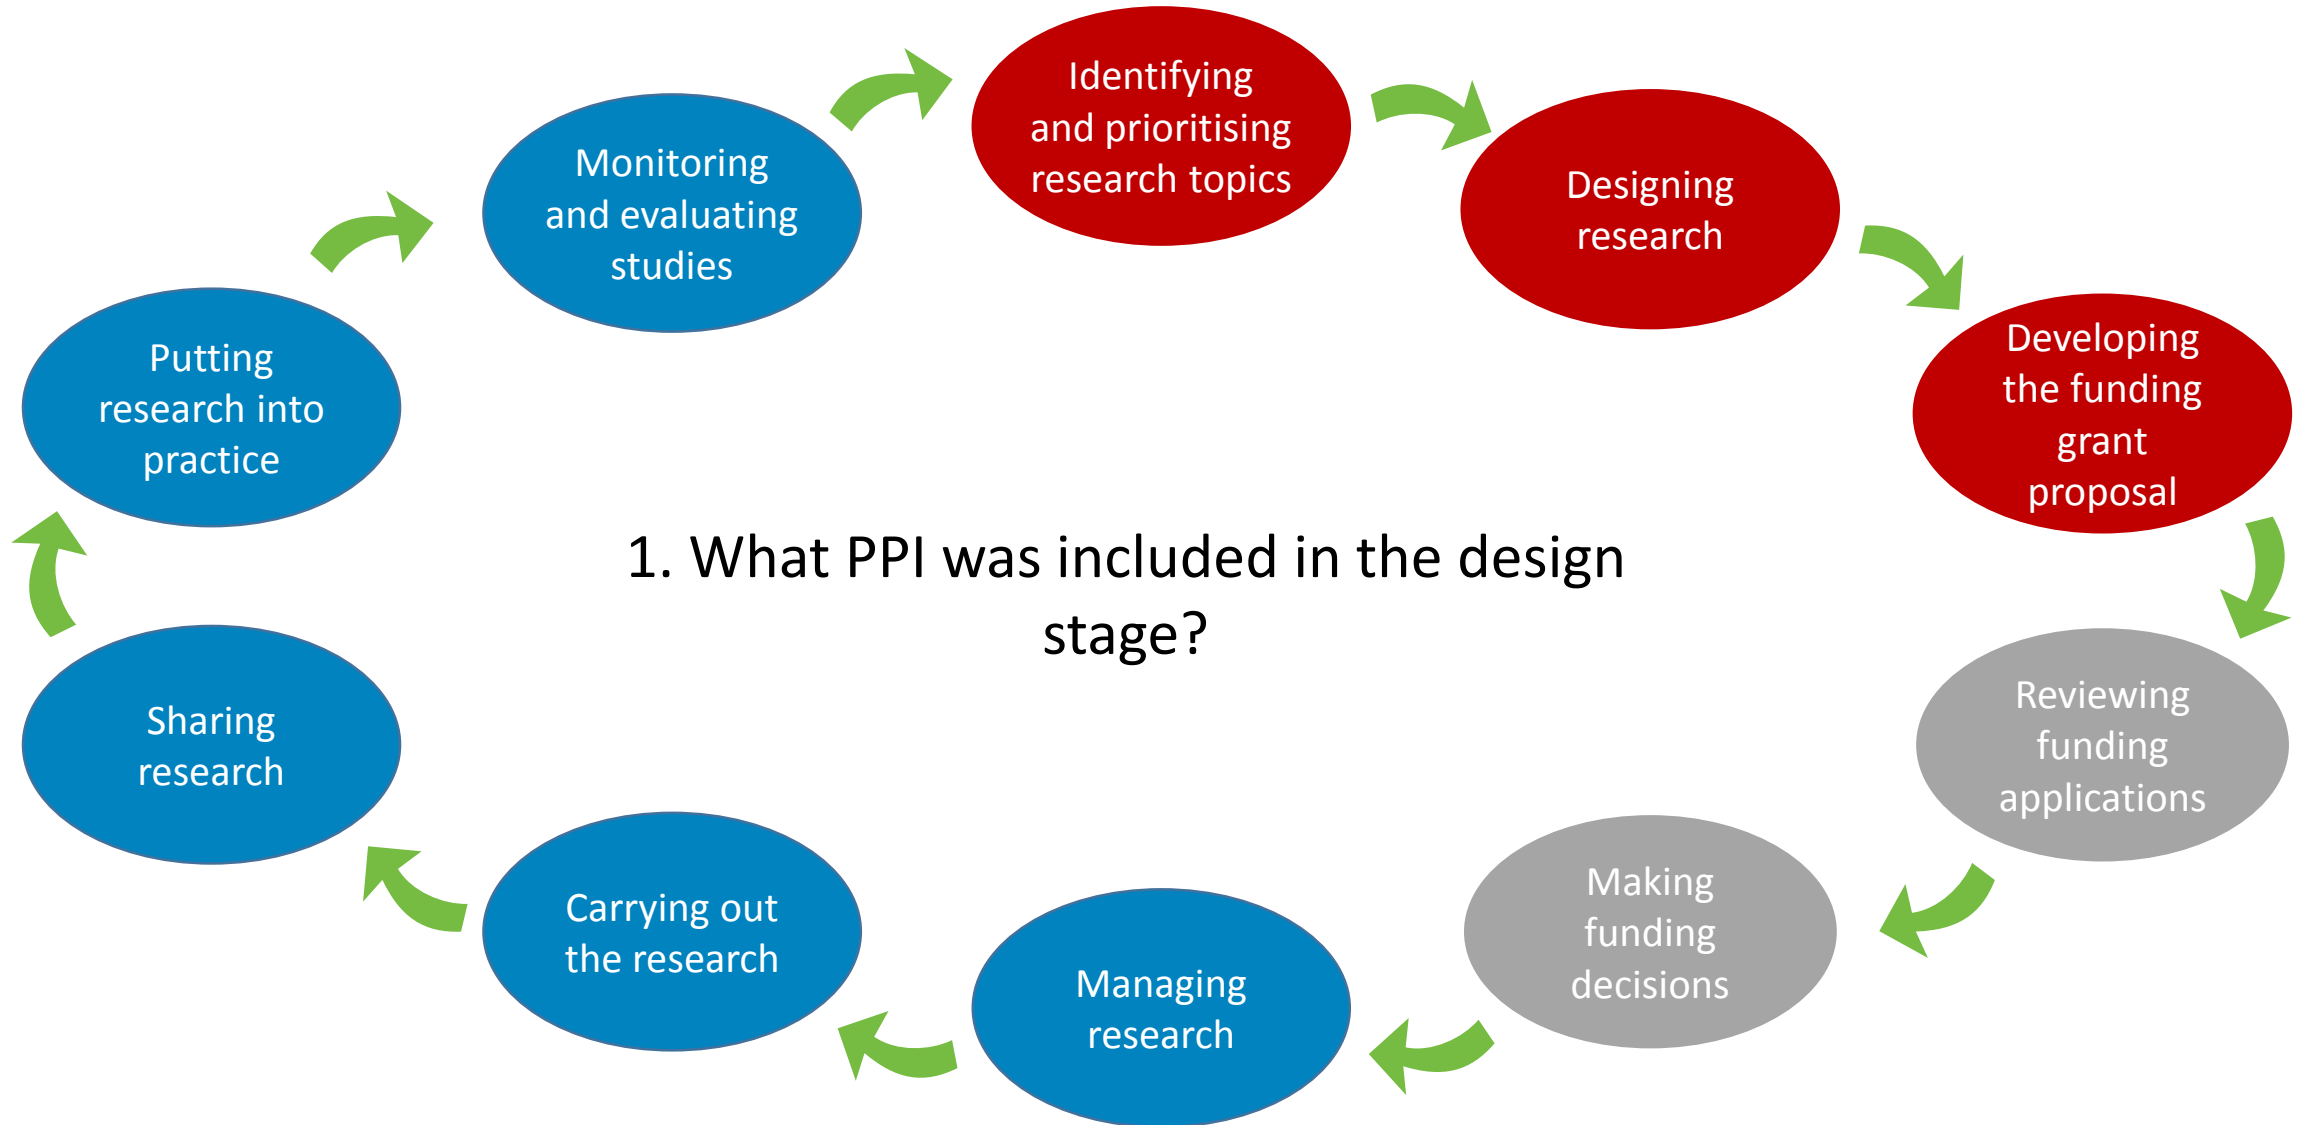 Identifying
and prioritising
research topics
Designing
research
Developing
the funding
grant
proposal
Reviewing
funding
applications
Making
funding
decisions
Managing
research
Carrying out
the research
Sharing
research
Putting
research into
practice
Monitoring
and evaluating
studies
1. What PPI was included in the design
stage?